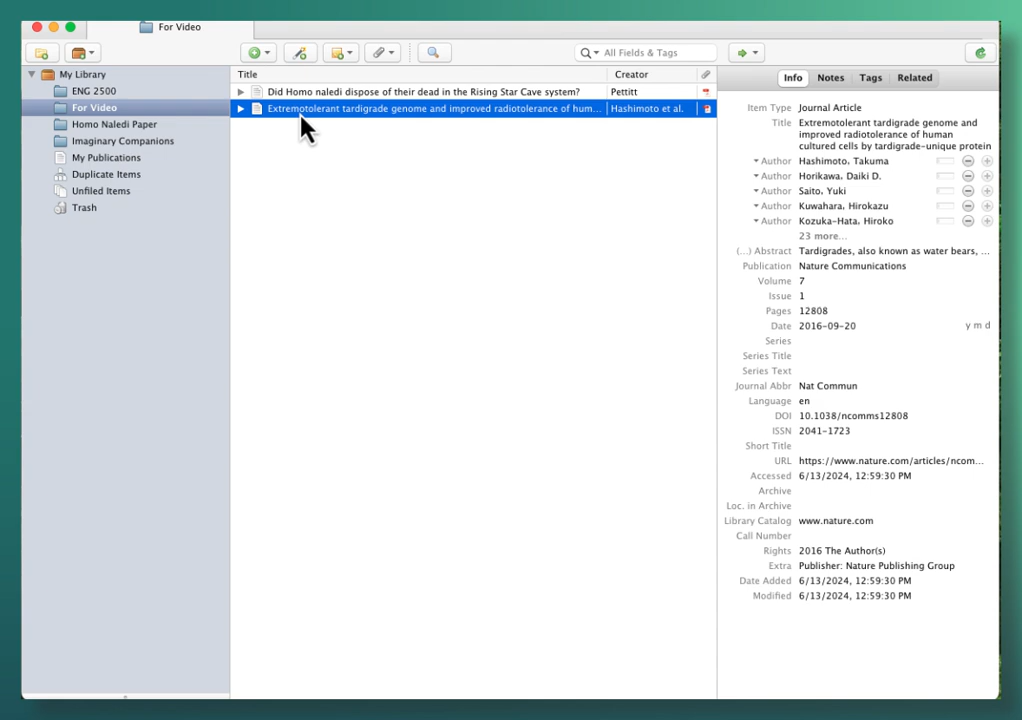 For Video
All Fields & Tags
My Library
ENG 2500
For Video
Homo Naledi Paper
Imaginary Companions
My Publications
Duplicate Items
Unfiled Items
Trash
Title Creator
Did Homo naledi dispose of their dead in the Rising Star Cave system? Pettitt
Extremotolerant tardigrade genome and improved radiotolerance of hum... Hashimoto et al.
Info Notes Tags Related
Item Type Journal Article
Title Extremotolerant tardigrade genome and
improved radiotolerance of human
cultured cells by tardigrade-unique protein
Author Hashimoto, Takuma
Author Horikawa, Daiki D.
Author Saito, Yuki
Author Kuwahara, Hirokazu
Author Kozuka-Hata, Hiroko
23 more...
(...) Abstract Tardigrades, also known as water bears, ...
Publication Nature Communications
Volume 7
Issue 1
Pages 12808
Date 2016-09-20 y m d
Series
Series Title
Series Text
Journal Abbr Nat Commun
Language en
DOI 10.1038/ncomms12808
ISSN 2041-1723
Short Title
URL https://www.nature.com/articles/ncom...
Accessed 6/13/2024, 12:59:30 PM
Archive
Loc. in Archive
Library Catalog www.nature.com
Call Number
Rights 2016 The Author(s)
Extra Publisher: Nature Publishing Group
Date Added 6/13/2024, 12:59:30 PM
Modified 6/13/2024, 12:59:30 PM